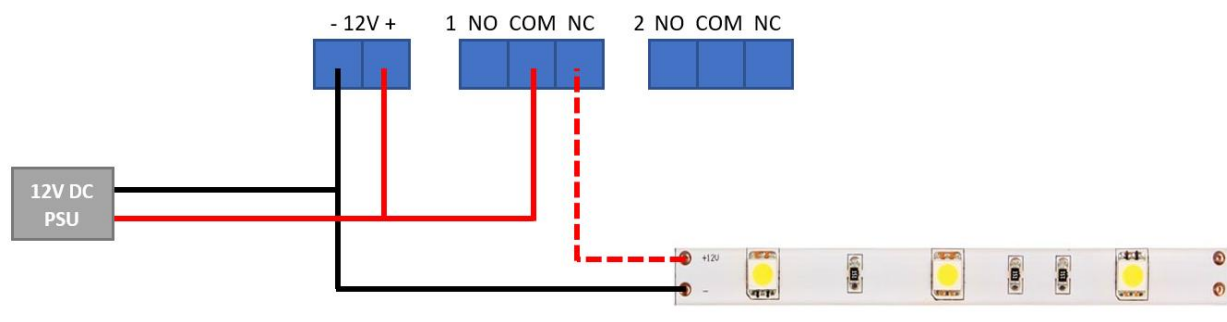 - 12V + 1 NO COM NC 2 NO COM NC
12V DC
PSU
+12V
-